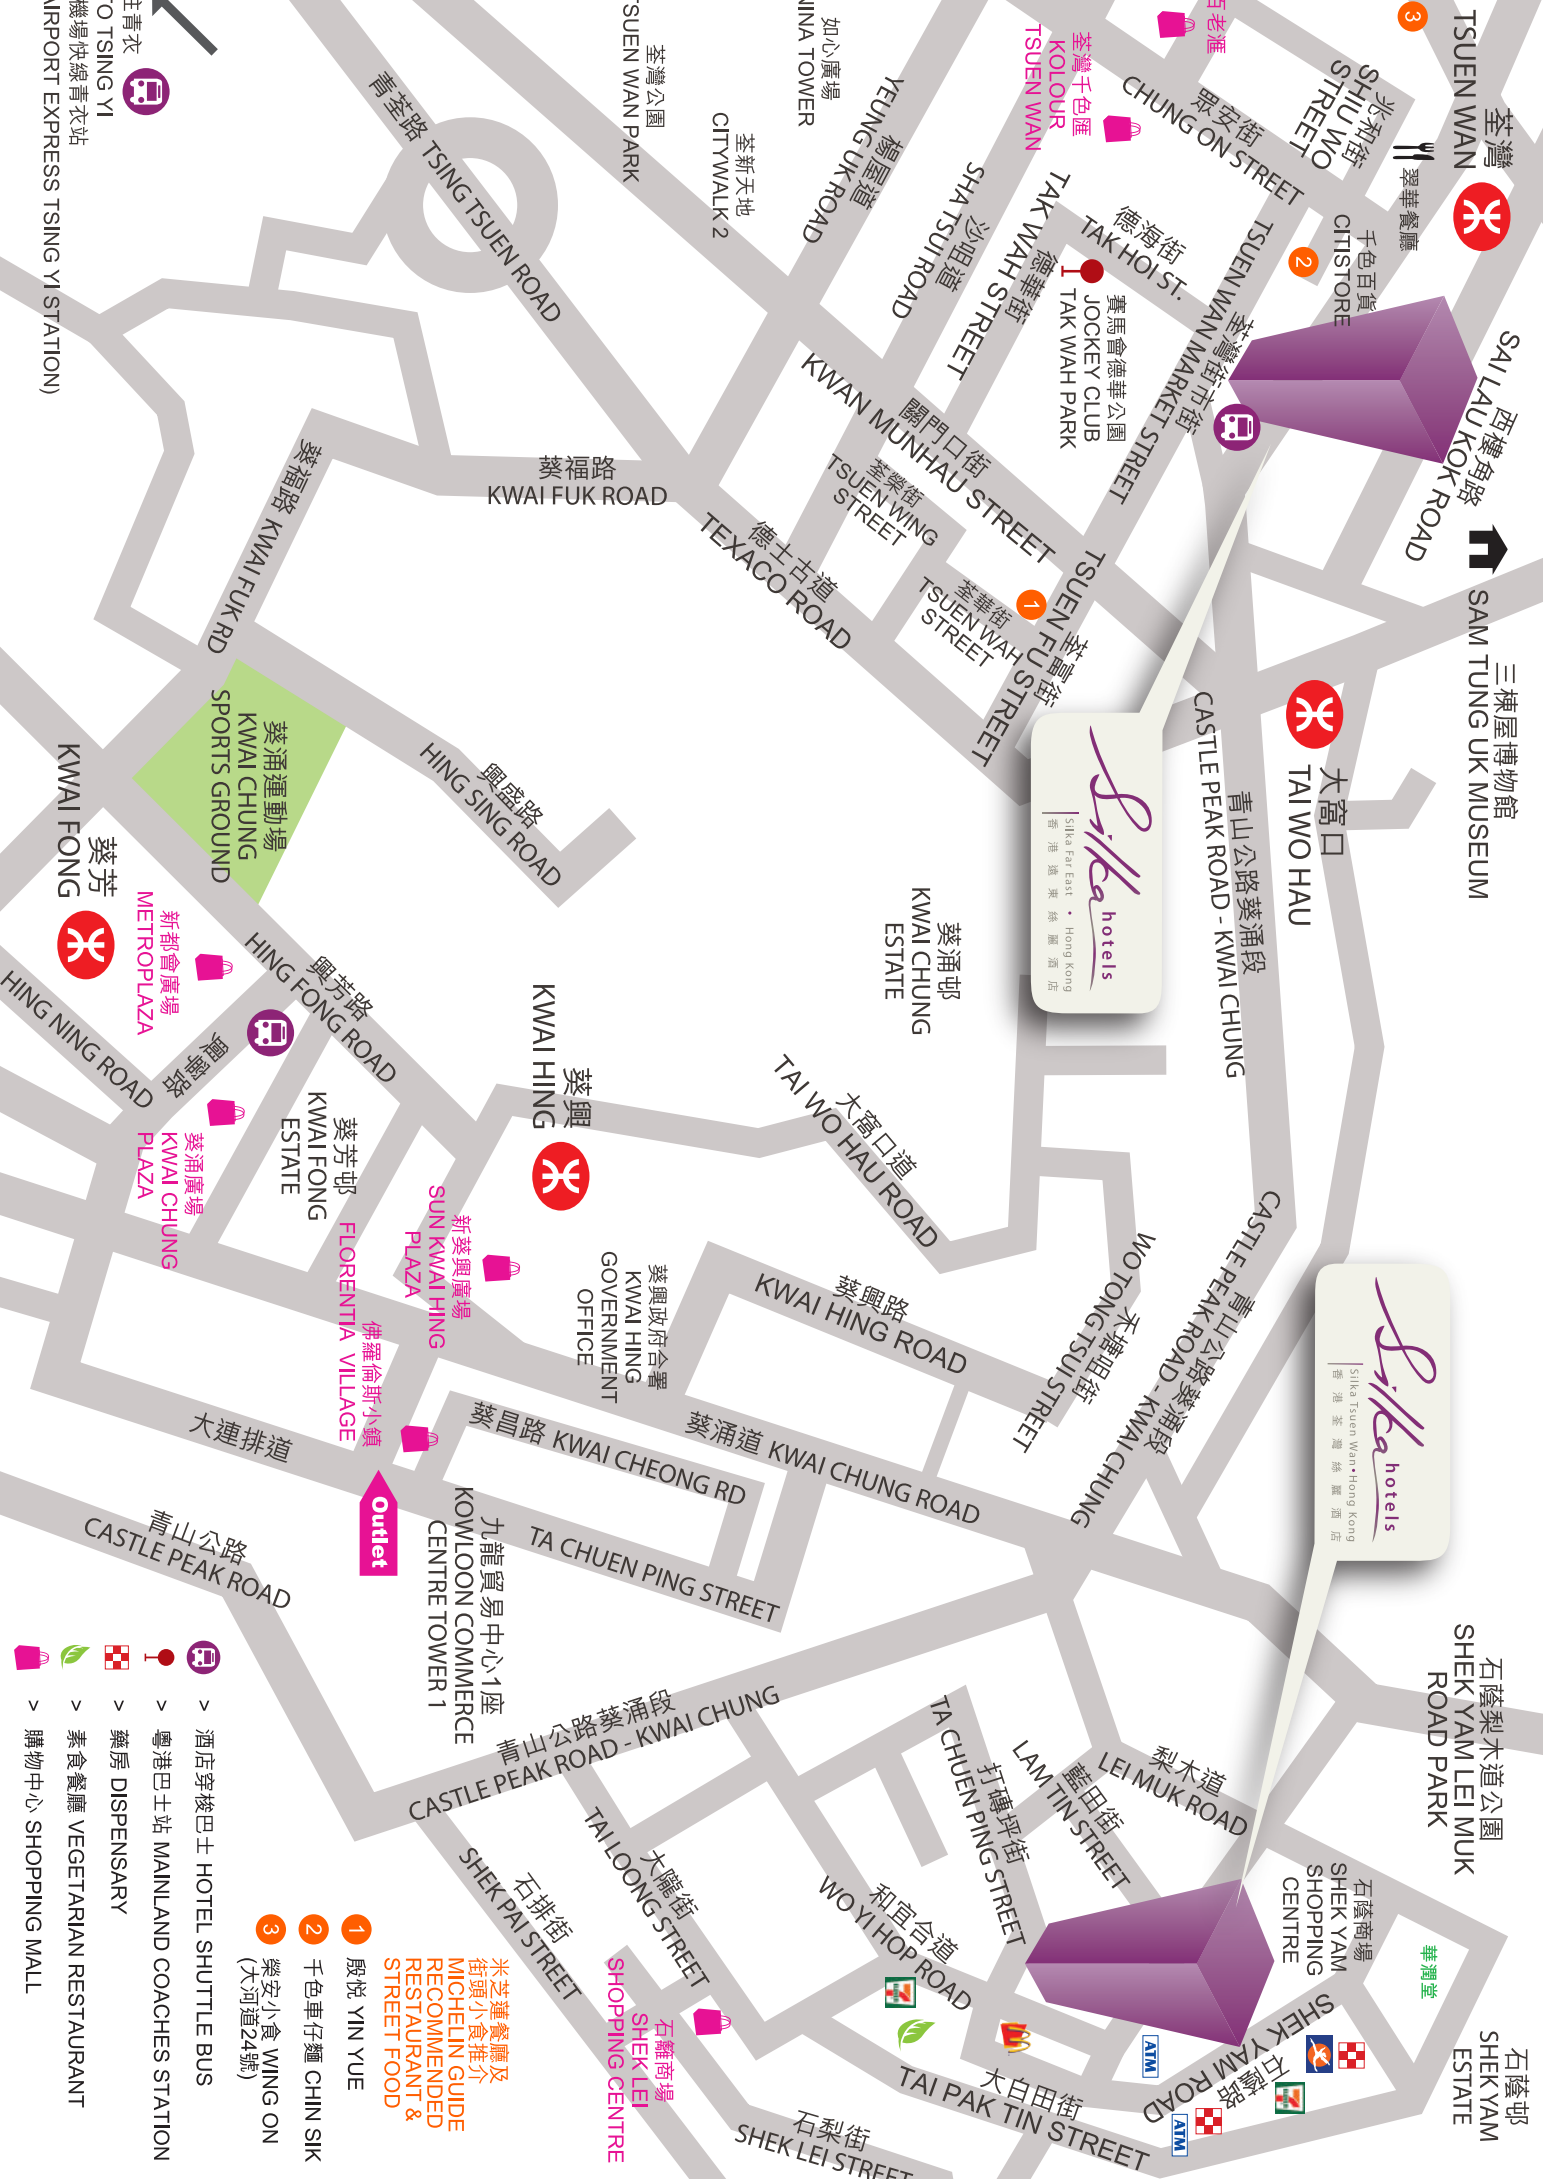 荃灣
TSUEN WAN
3
兆和街
SHIU WO
STREET
眾安街
CHUNG ON STREET
翠華餐廳
千色百貨
CITISTORE
2
荃灣千色匯
KOLOUR
TSUEN WAN
如心廣場
NINA TOWER
楊屋道
YEUNG UK ROAD
沙咀道
SHA TSUI ROAD
德華街
TAK WAH STREET
德海街
TAK HOI ST.
賽馬會德華公園
JOCKEY CLUB
TAK WAH PARK
荃灣街市街
TSUEN WAN MARKET STREET
西樓角路
SAI LAU KOK ROAD
三棟屋博物館
SAM TUNG UK MUSEUM
荃灣公園
TSUEN WAN PARK
荃新天地
CITYWALK 2
青荃路 TSING TSUEN ROAD
往青衣
TO TSING YI
機場快線青衣站
AIRPORT EXPRESS TSING YI STATION)
關門口街
KWAN MUNHAU STREET
荃榮街
TSUEN WING
STREET
荃華街
TSUEN WAH
STREET
1
荃富街
TSUEN FU STREET
德士古道
TEXACO ROAD
葵福路
KWAI FUK ROAD
葵福路 KWAI FUK RD
葵涌運動場
KWAI CHUNG
SPORTS GROUND
興盛路
HING SING ROAD
大窩口
TAI WO HAU
青山公路葵涌段
CASTLE PEAK ROAD - KWAI CHUNG
Silka hotels
Silka Far East • Hong Kong
香港遠東絲麗酒店
葵涌邨
KWAI CHUNG
ESTATE
葵芳
KWAI FONG
新都會廣場
METROPLAZA
興芳路
HING FONG ROAD
興寧路
HING NING ROAD
葵涌廣場
KWAI CHUNG
PLAZA
葵芳邨
KWAI FONG
ESTATE
葵興
KWAI HING
大窩口道
TAI WO HAU ROAD
新葵興廣場
SUN KWAI HING
PLAZA
佛羅倫斯小鎮
FLORENTIA VILLAGE
Outlet
葵興政府合署
KWAI HING
GOVERNMENT
OFFICE
葵興路
KWAI HING ROAD
禾塘咀街
WO TONG TSUI STREET
青山公路葵涌段
CASTLE PEAK ROAD - KWAI CHUNG
Silka hotels
Silka Tsuen Wan • Hong Kong
香港荃灣絲麗酒店
葵涌道 KWAI CHUNG ROAD
葵昌路 KWAI CHEONG RD
大連排道
TA CHUEN PING STREET
九龍貿易中心1座
KOWLOON COMMERCE
CENTRE TOWER 1
青山公路
CASTLE PEAK ROAD
青山公路葵涌段
CASTLE PEAK ROAD - KWAI CHUNG
石蔭梨木道公園
SHEK YAM LEI MUK
ROAD PARK
梨木道
LEI MUK ROAD
藍田街
LAM TIN STREET
打磚坪街
TA CHUEN PING STREET
和宜合道
WO YI HOP ROAD
大隴街
TAI LOONG STREET
石排街
SHEK PAI STREET
石蔭商場
SHEK YAM
SHOPPING
CENTRE
華潤堂
石蔭邨
SHEK YAM
ESTATE
石蔭路
SHEK YAM ROAD
ATM
ATM
大白田街
TAI PAK TIN STREET
石籬商場
SHEK LEI
SHOPPING CENTRE
石梨街
SHEK LEI STREET
米芝蓮餐廳及
街頭小食推介
MICHELIN GUIDE
RECOMMENDED
RESTAURANT &
STREET FOOD
1 殷悦 YIN YUE
2 千色車仔麵 CHIN SIK
3 榮安小食 WING ON
(大河道24號)
> 酒店穿梭巴士 HOTEL SHUTTLE BUS
> 粵港巴士站 MAINLAND COACHES STATION
> 藥房 DISPENSARY
> 素食餐廳 VEGETARIAN RESTAURANT
> 購物中心 SHOPPING MALL